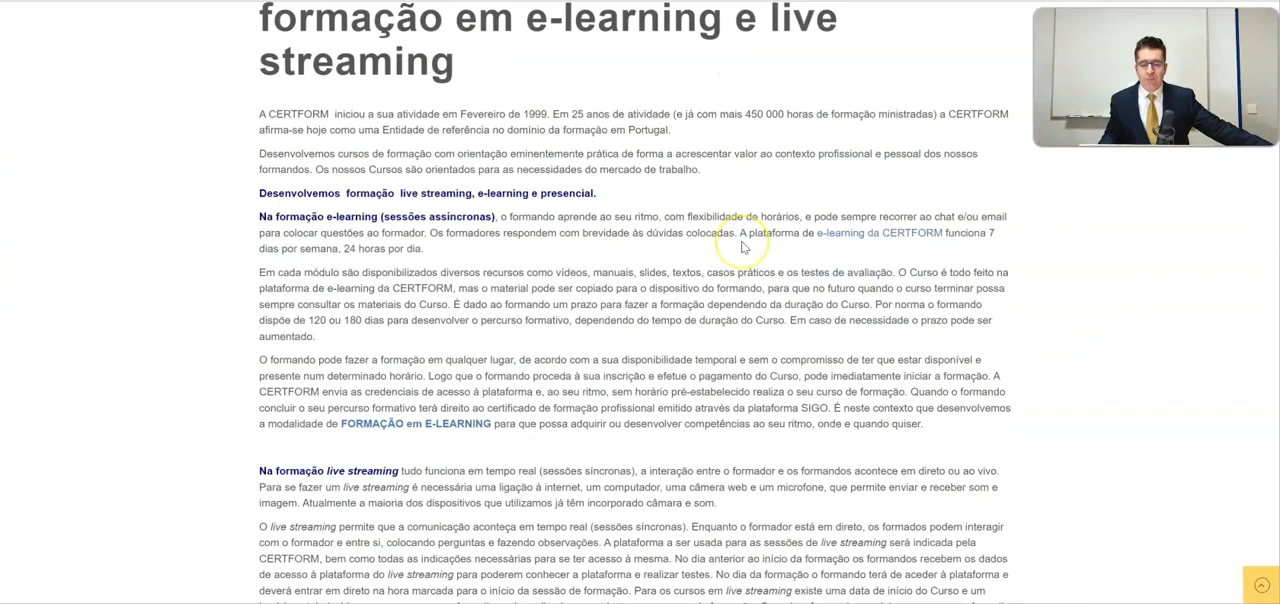 formação em e-learning e live
streaming
A CERTFORM iniciou a sua atividade em Fevereiro de 1999. Em 25 anos de atividade (e já com mais 450 000 horas de formação ministradas) a CERTFORM
afirma-se hoje como uma Entidade de referência no domínio da formação em Portugal.
Desenvolvemos cursos de formação com orientação eminentemente prática de forma a acrescentar valor ao contexto profissional e pessoal dos nossos
formandos. Os nossos Cursos são orientados para as necessidades do mercado de trabalho.
Desenvolvemos formação live streaming, e-learning e presencial.
Na formação e-learning (sessões assíncronas), o formando aprende ao seu ritmo, com flexibilidade de horários, e pode sempre recorrer ao chat e/ou email
para colocar questões ao formador. Os formadores respondem com brevidade às dúvidas colocadas. A plataforma de e-learning da CERTFORM funciona 7
dias por semana, 24 horas por dia.
Em cada módulo são disponibilizados diversos recursos como vídeos, manuais, slides, textos, casos práticos e os testes de avaliação. O Curso é todo feito na
plataforma de e-learning da CERTFORM, mas o material pode ser copiado para o dispositivo do formando, para que no futuro quando o curso terminar possa
sempre consultar os materiais do Curso. É dado ao formando um prazo para fazer a formação dependendo da duração do Curso. Por norma o formando
dispõe de 120 ou 180 dias para desenvolver o percurso formativo, dependendo do tempo de duração do Curso. Em caso de necessidade o prazo pode ser
aumentado.
O formando pode fazer a formação em qualquer lugar, de acordo com a sua disponibilidade temporal e sem o compromisso de ter que estar disponível e
presente num determinado horário. Logo que o formando proceda à sua inscrição e efetue o pagamento do Curso, pode imediatamente iniciar a formação. A
CERTFORM envia as credenciais de acesso à plataforma e, ao seu ritmo, sem horário pré-estabelecido realiza o seu curso de formação. Quando o formando
concluir o seu percurso formativo terá direito ao certificado de formação profissional emitido através da plataforma SIGO. É neste contexto que desenvolvemos
a modalidade de FORMAÇÃO em E-LEARNING para que possa adquirir ou desenvolver competências ao seu ritmo, onde e quando quiser.
Na formação live streaming tudo funciona em tempo real (sessões síncronas), a interação entre o formador e os formandos acontece em direto ou ao vivo.
Para se fazer um live streaming é necessária uma ligação à internet, um computador, uma câmera web e um microfone, que permite enviar e receber som e
imagem. Atualmente a maioria dos dispositivos que utilizamos já têm incorporado câmara e som.
O live streaming permite que a comunicação aconteça em tempo real (sessões síncronas). Enquanto o formador está em direto, os formados podem interagir
com o formador e entre si, colocando perguntas e fazendo observações. A plataforma a ser usada para as sessões de live streaming será indicada pela
CERTFORM, bem como todas as indicações necessárias para se ter acesso à mesma. No dia anterior ao início da formação os formandos recebem os dados
de acesso à plataforma do live streaming para poderem conhecer a plataforma e realizar testes. No dia da formação o formando terá de aceder à plataforma e
deverá entrar em direto na hora marcada para o início da sessão de formação. Para os cursos em live streaming existe uma data de início do Curso e um